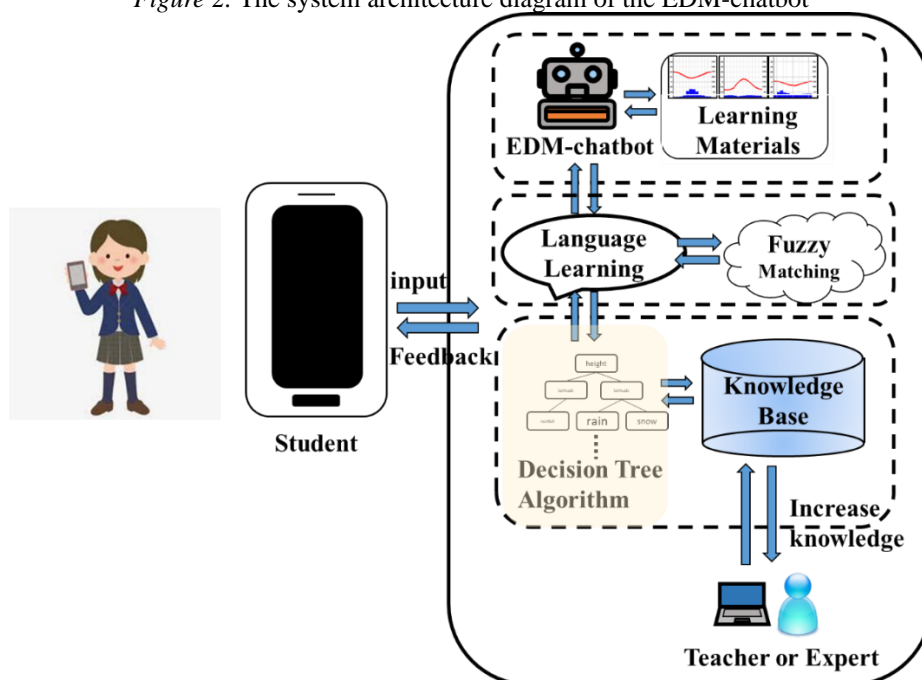 Figure 2. The system architecture diagram of the EDM-chatbot
EDM-chatbot
Learning
Materials
Language
Learning
Fuzzy
Matching
input
Feedback
Student
height
rain
snow
Decision Tree
Algorithm
Knowledge
Base
Increase
knowledge
Teacher or Expert